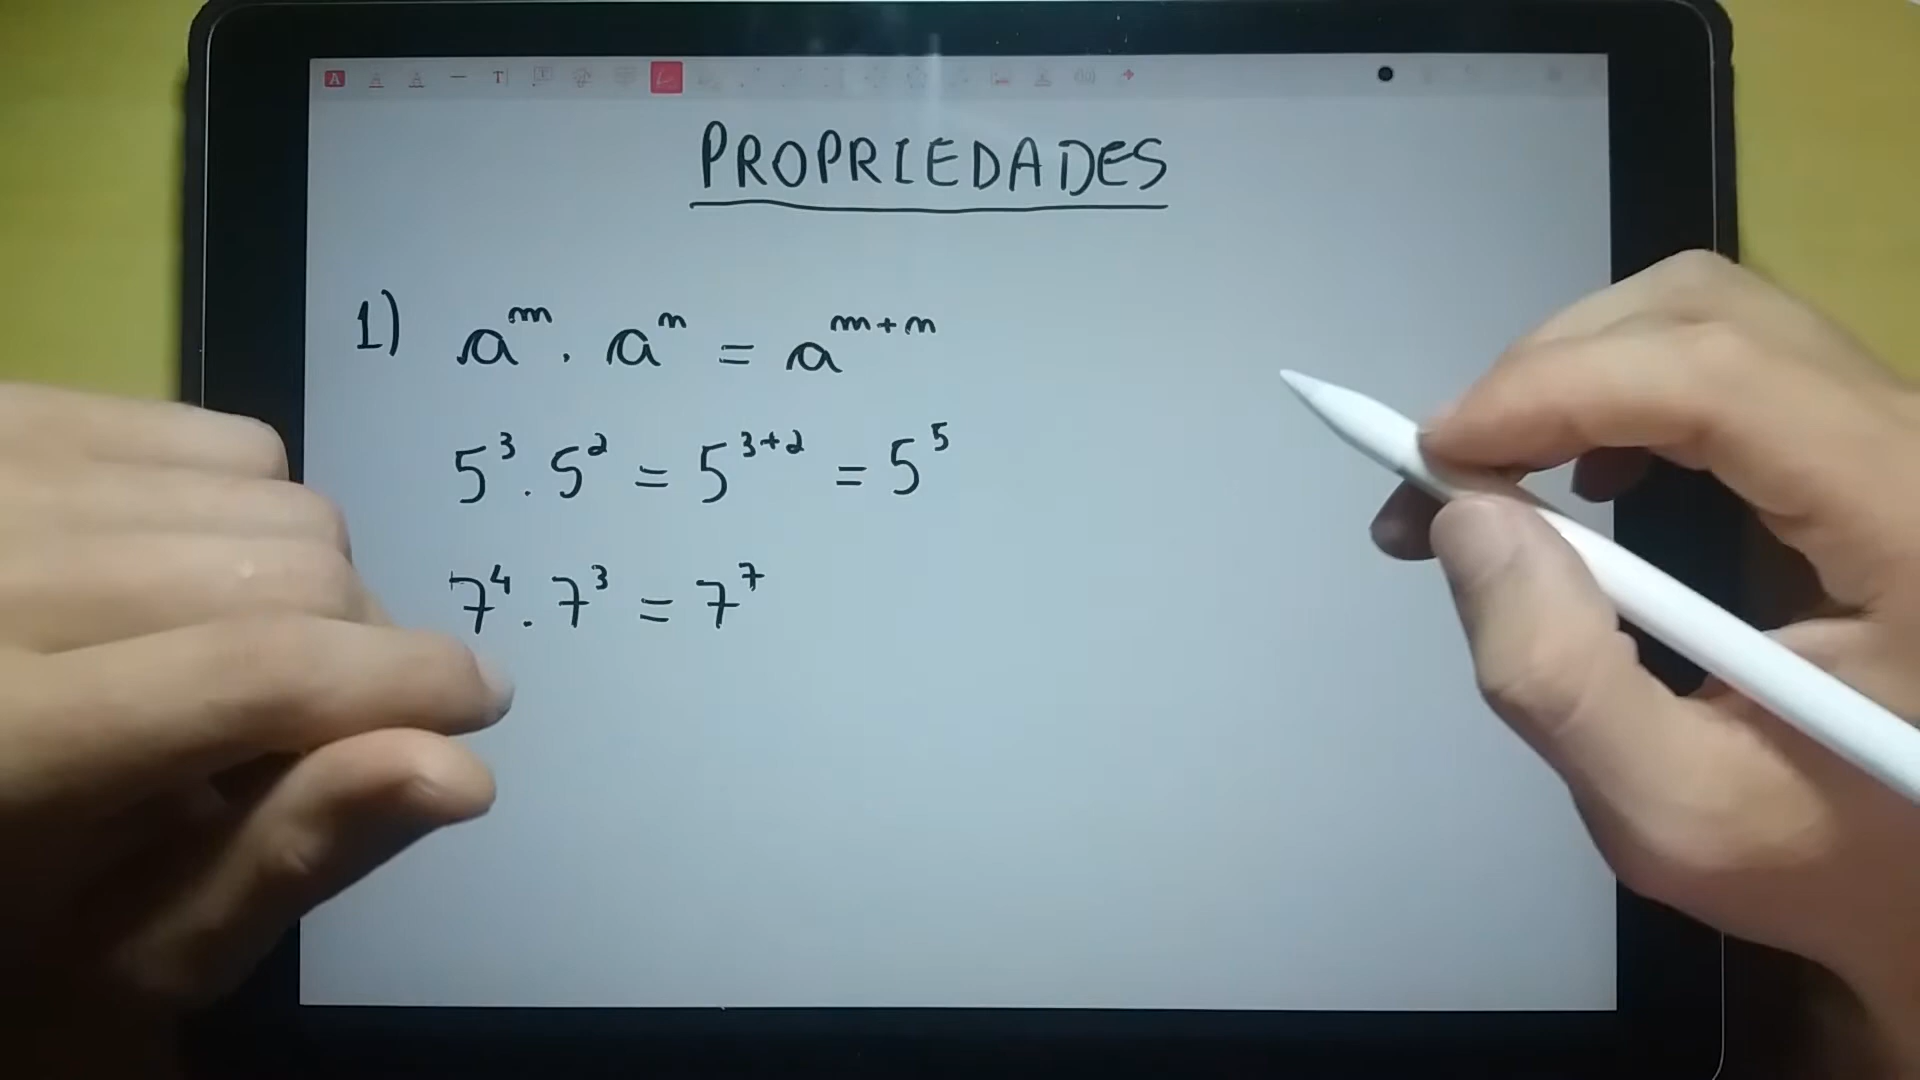 PROPRIEDADES
1) a^m . a^n = a^{m+n}
5^3 . 5^2 = 5^{3+2} = 5^5
7^4 . 7^3 = 7^7